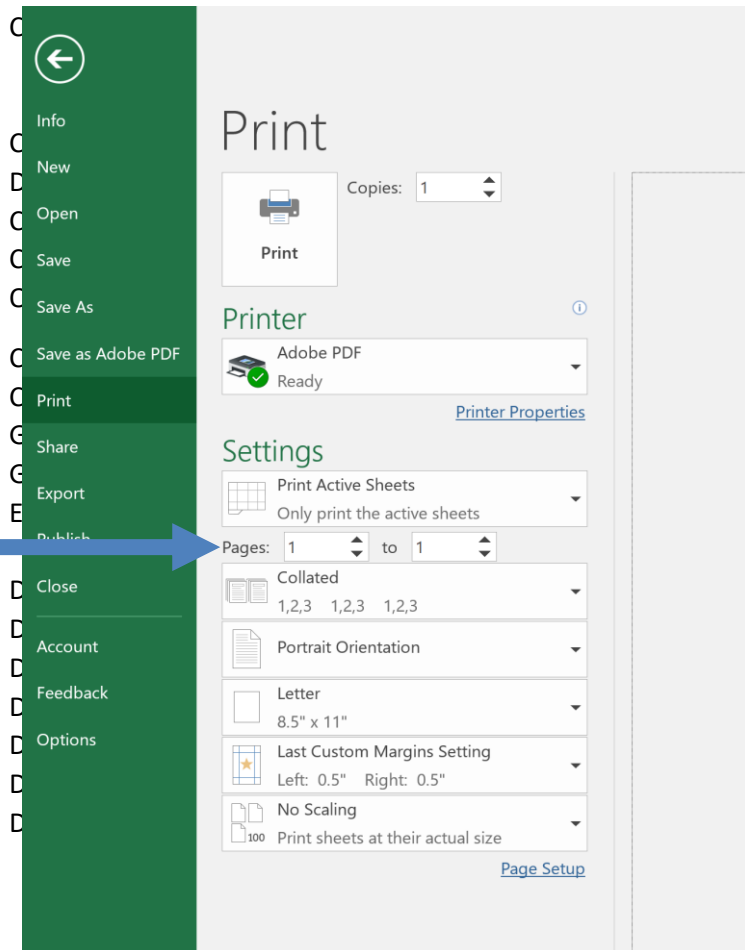 Info
New
Open
Save
Save As
Save as Adobe PDF
Print
Share
Export
Publish
Close
Account
Feedback
Options
Print
Copies: 1
Print
Printer
Adobe PDF
Ready
Printer Properties
Settings
Print Active Sheets
Only print the active sheets
Pages: 1 to 1
Collated
1,2,3 1,2,3 1,2,3
Portrait Orientation
Letter
8.5" x 11"
Last Custom Margins Setting
Left: 0.5" Right: 0.5"
No Scaling
100 Print sheets at their actual size
Page Setup